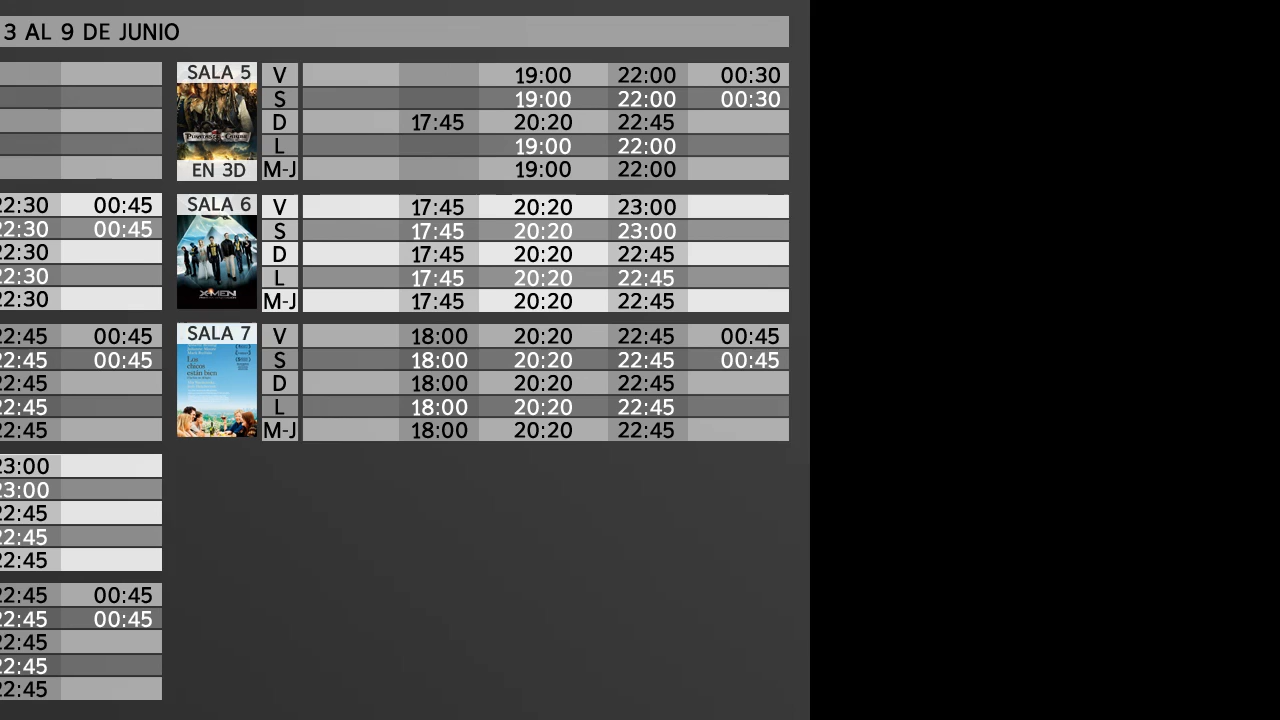 3 AL 9 DE JUNIO
SALA 5
EN 3D
V 19:00 22:00 00:30
S 19:00 22:00 00:30
D 17:45 20:20 22:45
L 19:00 22:00
M-J 19:00 22:00
22:30 00:45
22:30 00:45
22:30
22:30
22:30
SALA 6
X-MEN
V 17:45 20:20 23:00
S 17:45 20:20 23:00
D 17:45 20:20 22:45
L 17:45 20:20 22:45
M-J 17:45 20:20 22:45
22:45 00:45
22:45 00:45
22:45
22:45
22:45
SALA 7
Los
chicos
están bien
V 18:00 20:20 22:45 00:45
S 18:00 20:20 22:45 00:45
D 18:00 20:20 22:45
L 18:00 20:20 22:45
M-J 18:00 20:20 22:45
23:00
23:00
22:45
22:45
22:45
22:45 00:45
22:45 00:45
22:45
22:45
22:45